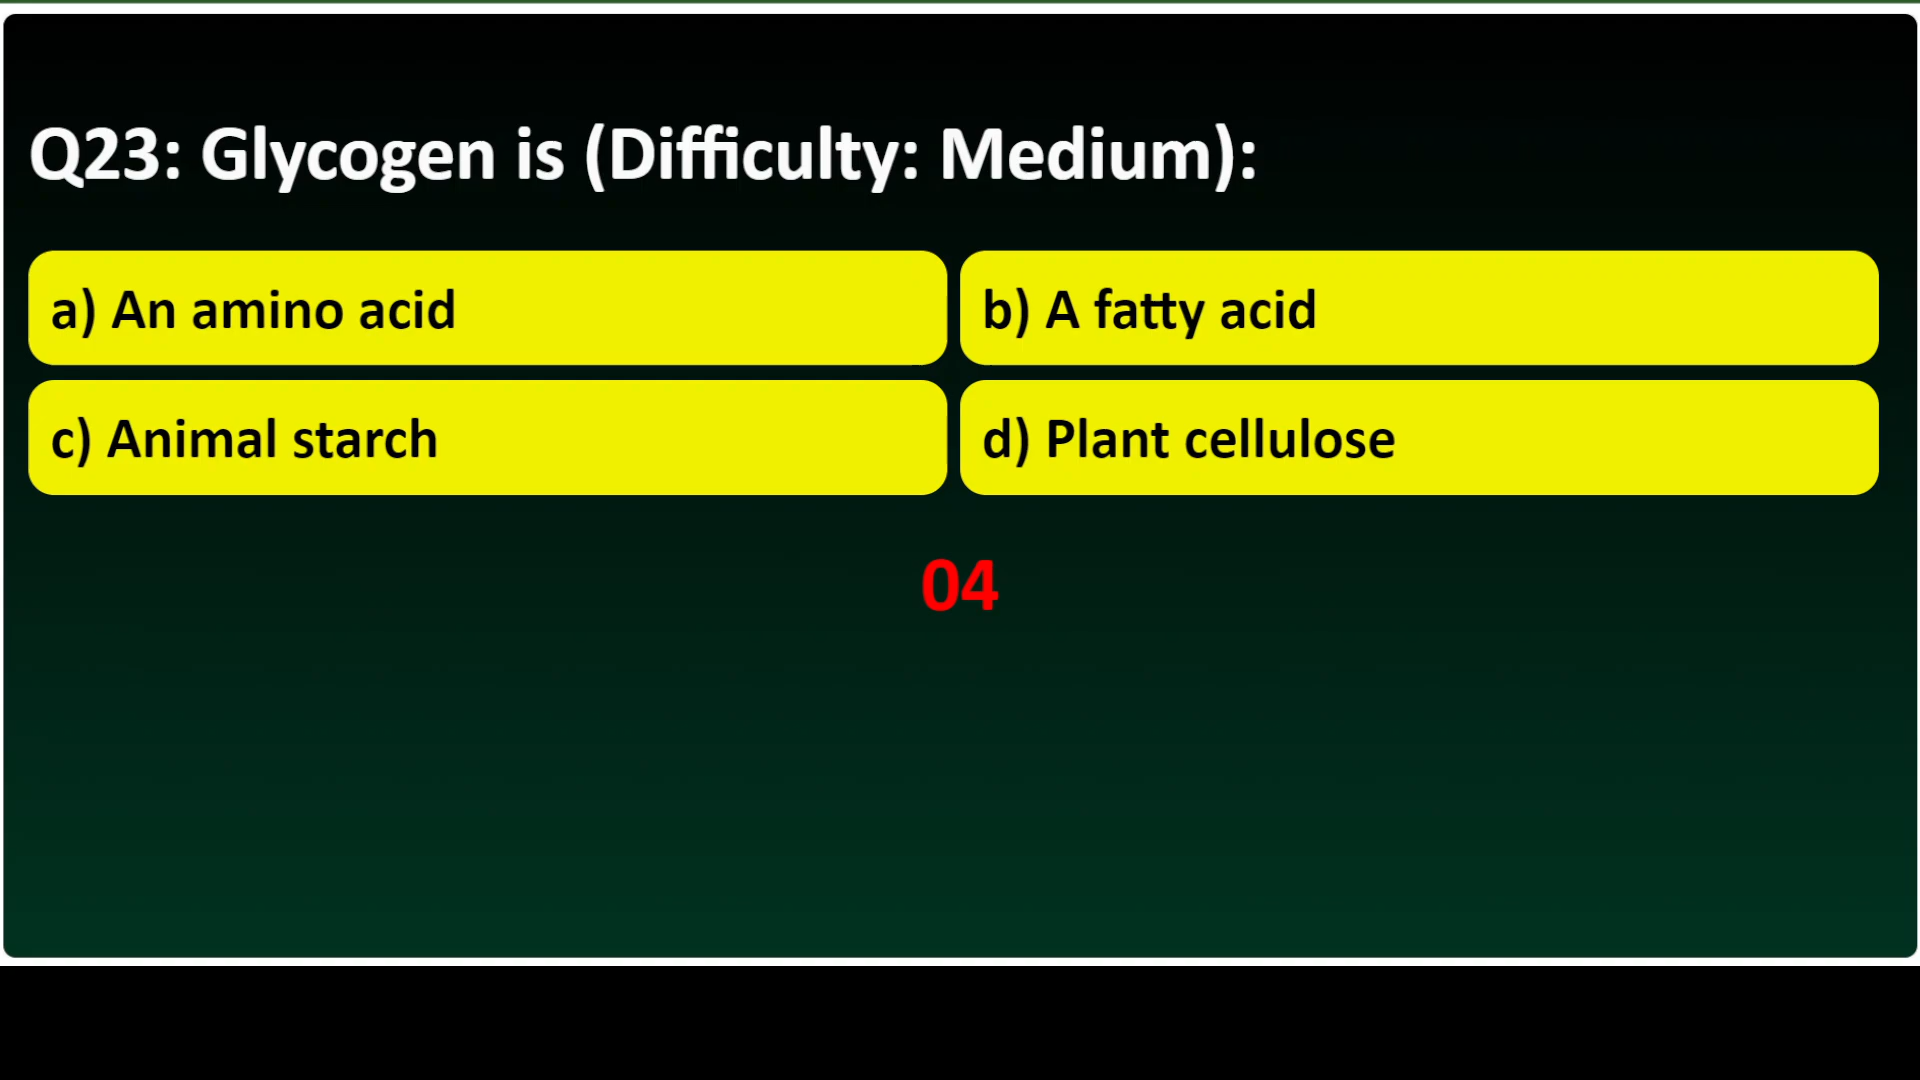 Q23: Glycogen is (Difficulty: Medium):
a) An amino acid
b) A fatty acid
c) Animal starch
d) Plant cellulose
04